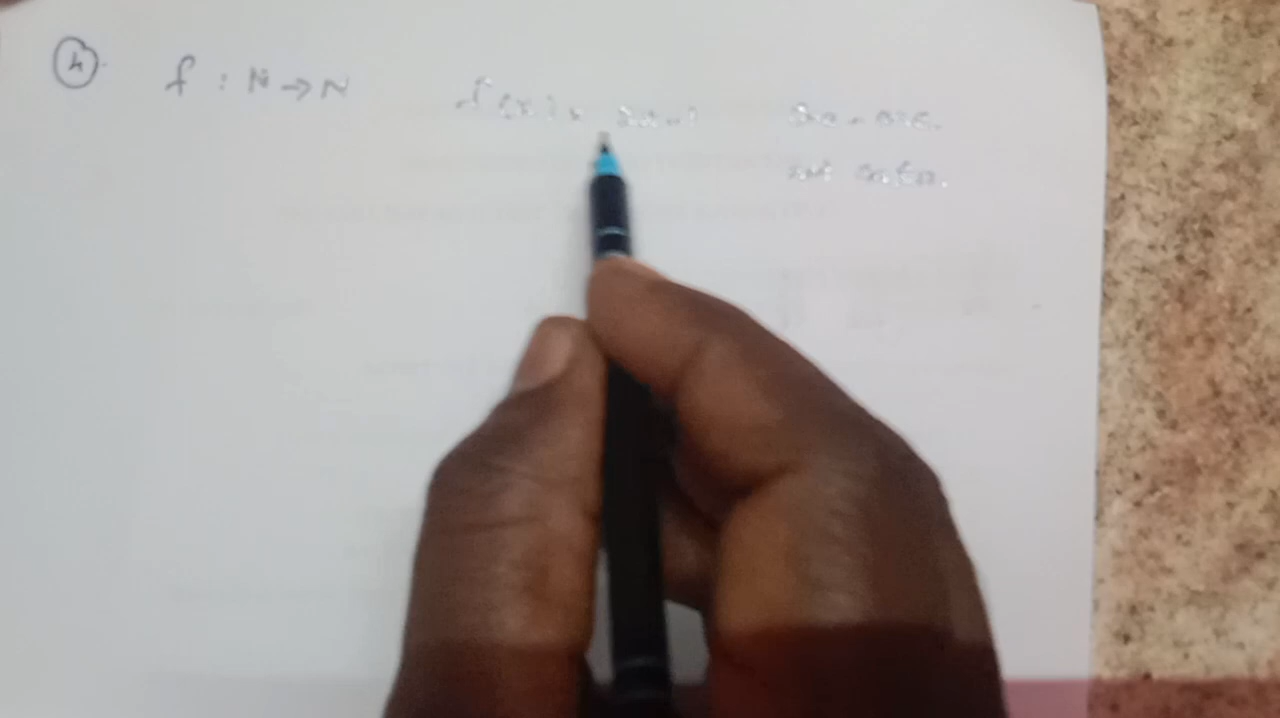 ④ f : N → N f(x) = 2x - 1 one-one.
not onto.